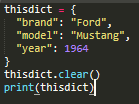 thisdict = {
  "brand": "Ford",
  "model": "Mustang",
  "year": 1964
}
thisdict.clear()
print(thisdict)